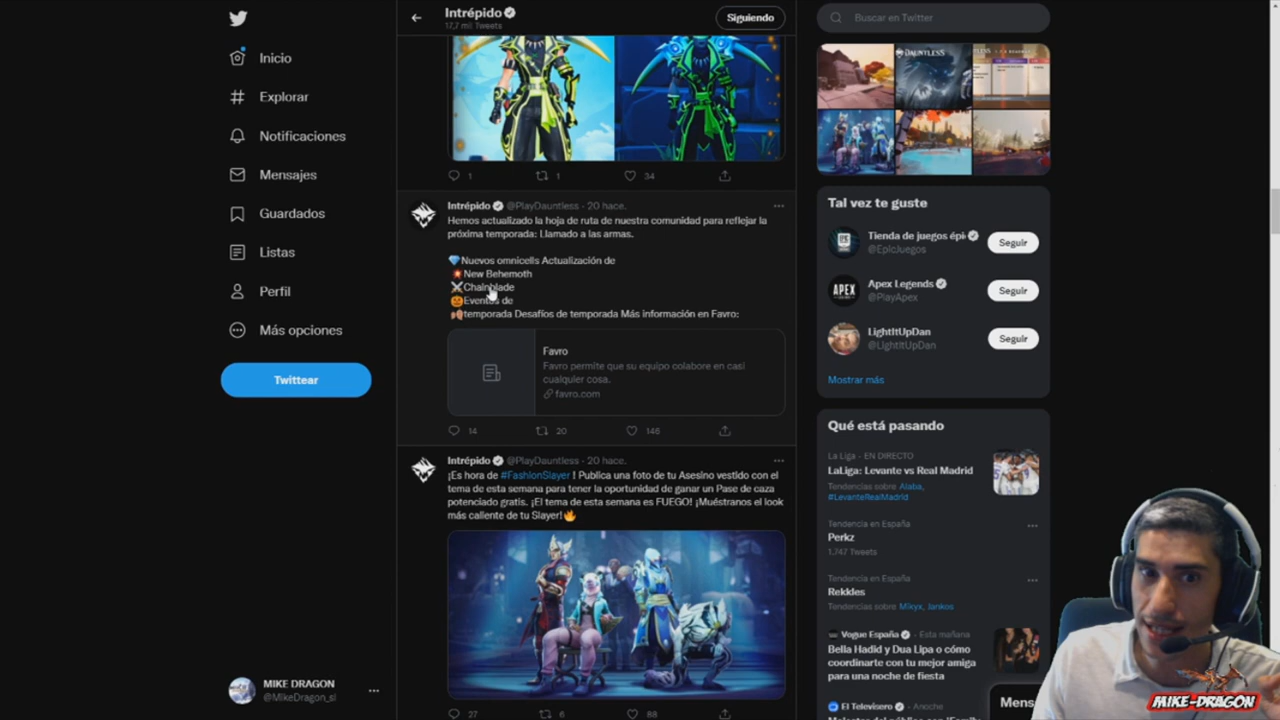 Inicio
Explorar
Notificaciones
Mensajes
Guardados
Listas
Perfil
Más opciones
Twittear
MIKE DRAGON
@MikeDragon_sl
Intrépido
17,7 mil Tweets
Siguiendo
1
1
34
Intrépido @PlayDauntless · 20 hace.
Hemos actualizado la hoja de ruta de nuestra comunidad para reflejar la
próxima temporada: Llamado a las armas.
Nuevos omnicells Actualización de
New Behemoth
Chainblade
Eventos de
temporada Desafíos de temporada Más información en Favro:
Favro
Favro permite que su equipo colabore en casi
cualquier cosa.
favro.com
14
20
146
Intrépido @PlayDauntless · 20 hace.
¡Es hora de #FashionSlayer ! Publica una foto de tu Asesino vestido con el
tema de esta semana para tener la oportunidad de ganar un Pase de caza
potenciado gratis. ¡El tema de esta semana es FUEGO! ¡Muéstranos el look
más caliente de tu Slayer!
27
6
88
Buscar en Twitter
DAUNTLESS
Tal vez te guste
Tienda de juegos épi
@EpicJuegos
Seguir
APEX
Apex Legends
@PlayApex
Seguir
LightItUpDan
@LightItUpDan
Seguir
Mostrar más
Qué está pasando
La Liga · EN DIRECTO
LaLiga: Levante vs Real Madrid
Tendencias sobre Alaba,
#LevanteRealMadrid
Tendencia en España
Perkz
1.747 Tweets
Tendencia en España
Rekkles
Tendencias sobre Mikyx, Jankos
Vogue España · Esta mañana
Bella Hadid y Dua Lipa o cómo
coordinarte con tu mejor amiga
para una noche de fiesta
El Televisero · Anoche
Mens
MIKE-DRAGON